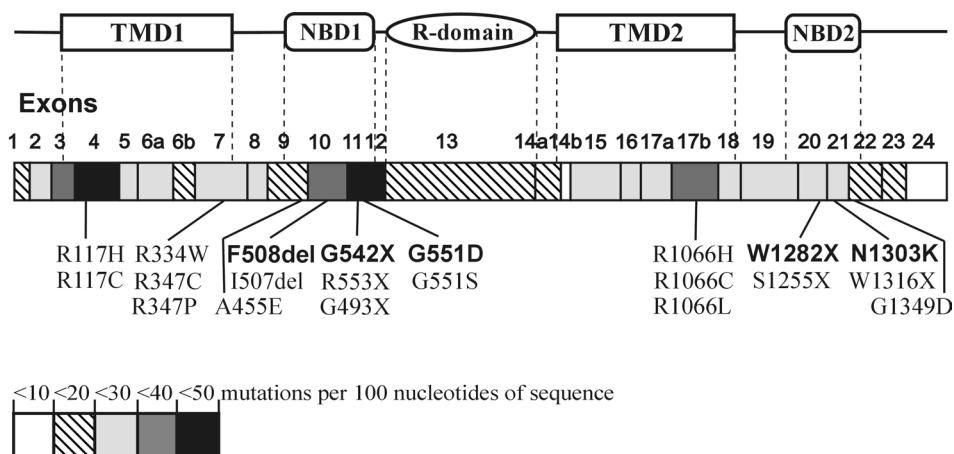 TMD1 NBD1 R-domain TMD2 NBD2
Exons
1 2 3 4 5 6a 6b 7 8 9 10 11 12 13 14a 14b 15 16 17a 17b 18 19 20 21 22 23 24
R117H R334W F508del G542X G551D R1066H W1282X N1303K
R117C R347C I507del R553X G551S R1066C S1255X W1316X
R347P A455E G493X R1066L G1349D
<10 <20 <30 <40 <50 mutations per 100 nucleotides of sequence